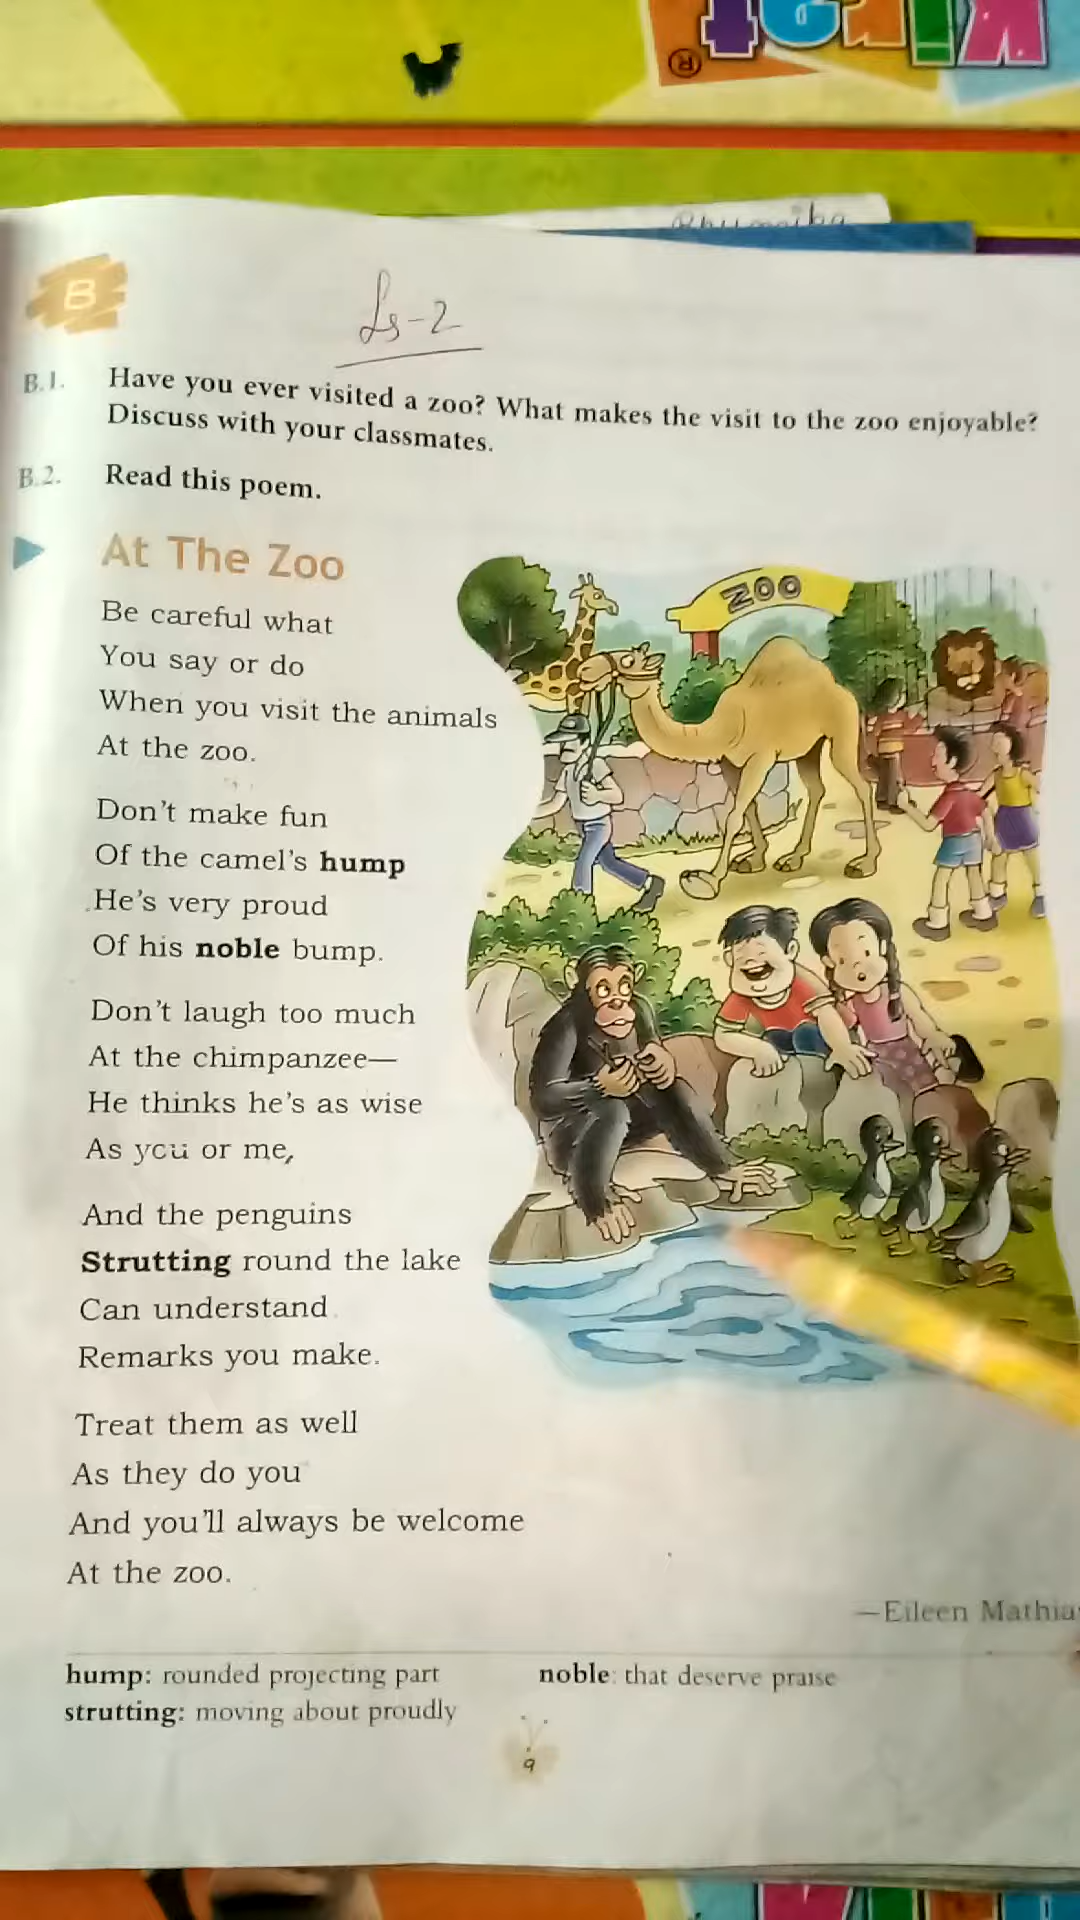 Bhumika
B
Ls-2
B.1. Have you ever visited a zoo? What makes the visit to the zoo enjoyable?
Discuss with your classmates.
B.2. Read this poem.
At The Zoo
ZOO
Be careful what
You say or do
When you visit the animals
At the zoo.
Don't make fun
Of the camel's hump
He's very proud
Of his noble bump.
Don't laugh too much
At the chimpanzee—
He thinks he's as wise
As you or me,
And the penguins
Strutting round the lake
Can understand
Remarks you make.
Treat them as well
As they do you
And you'll always be welcome
At the zoo.
—Eileen Mathia
hump: rounded projecting part noble: that deserve praise
strutting: moving about proudly
9